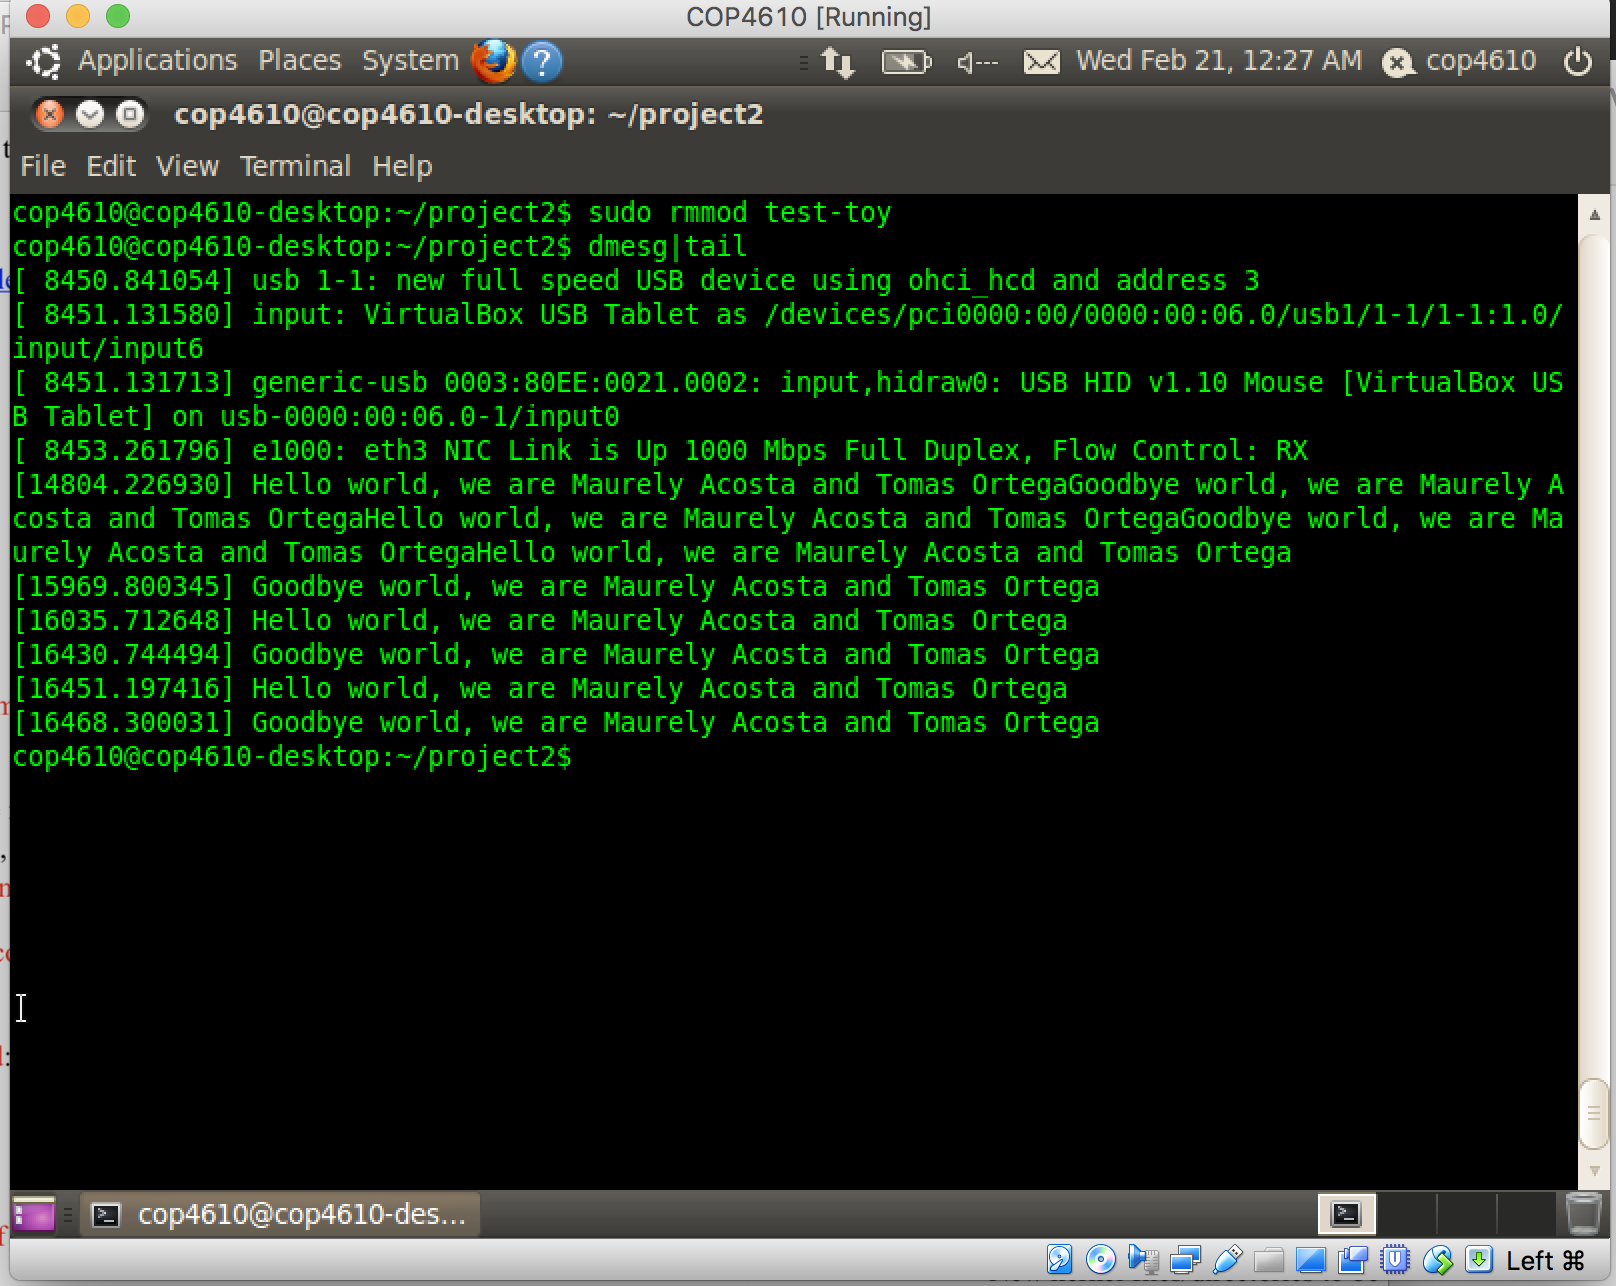 COP4610 [Running]
Applications Places System ? Wed Feb 21, 12:27 AM cop4610
cop4610@cop4610-desktop: ~/project2
File Edit View Terminal Help
cop4610@cop4610-desktop:~/project2$ sudo rmmod test-toy
cop4610@cop4610-desktop:~/project2$ dmesg|tail
[ 8450.841054] usb 1-1: new full speed USB device using ohci_hcd and address 3
[ 8451.131580] input: VirtualBox USB Tablet as /devices/pci0000:00/0000:00:06.0/usb1/1-1/1-1:1.0/
input/input6
[ 8451.131713] generic-usb 0003:80EE:0021.0002: input,hidraw0: USB HID v1.10 Mouse [VirtualBox US
B Tablet] on usb-0000:00:06.0-1/input0
[ 8453.261796] e1000: eth3 NIC Link is Up 1000 Mbps Full Duplex, Flow Control: RX
[14804.226930] Hello world, we are Maurely Acosta and Tomas OrtegaGoodbye world, we are Maurely A
costa and Tomas OrtegaHello world, we are Maurely Acosta and Tomas OrtegaGoodbye world, we are Ma
urely Acosta and Tomas OrtegaHello world, we are Maurely Acosta and Tomas Ortega
[15969.800345] Goodbye world, we are Maurely Acosta and Tomas Ortega
[16035.712648] Hello world, we are Maurely Acosta and Tomas Ortega
[16430.744494] Goodbye world, we are Maurely Acosta and Tomas Ortega
[16451.197416] Hello world, we are Maurely Acosta and Tomas Ortega
[16468.300031] Goodbye world, we are Maurely Acosta and Tomas Ortega
cop4610@cop4610-desktop:~/project2$
cop4610@cop4610-des...
Left ⌘